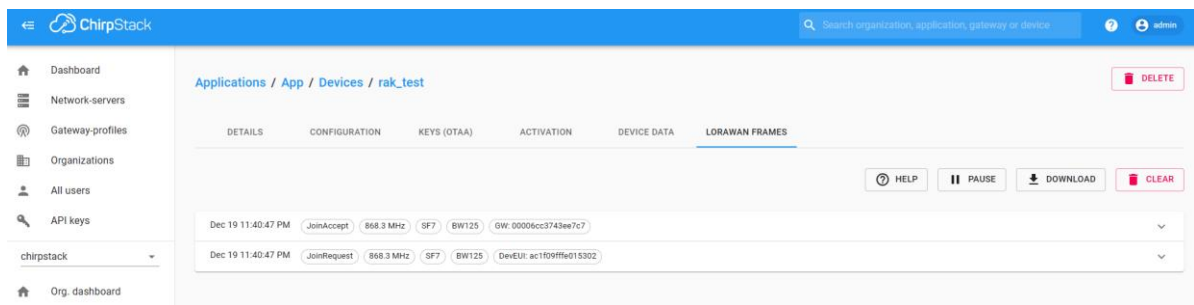 ChirpStack
Search organization, application, gateway or device
? admin
Dashboard
Network-servers
Gateway-profiles
Organizations
All users
API keys
chirpstack
Org. dashboard
Applications / App / Devices / rak_test
DELETE
DETAILS CONFIGURATION KEYS (OTAA) ACTIVATION DEVICE DATA LORAWAN FRAMES
? HELP PAUSE DOWNLOAD CLEAR
Dec 19 11:40:47 PM JoinAccept 868.3 MHz SF7 BW125 GW: 00006cc3743ee7c7
Dec 19 11:40:47 PM JoinRequest 868.3 MHz SF7 BW125 DevEUI: ac1f09fffe015302